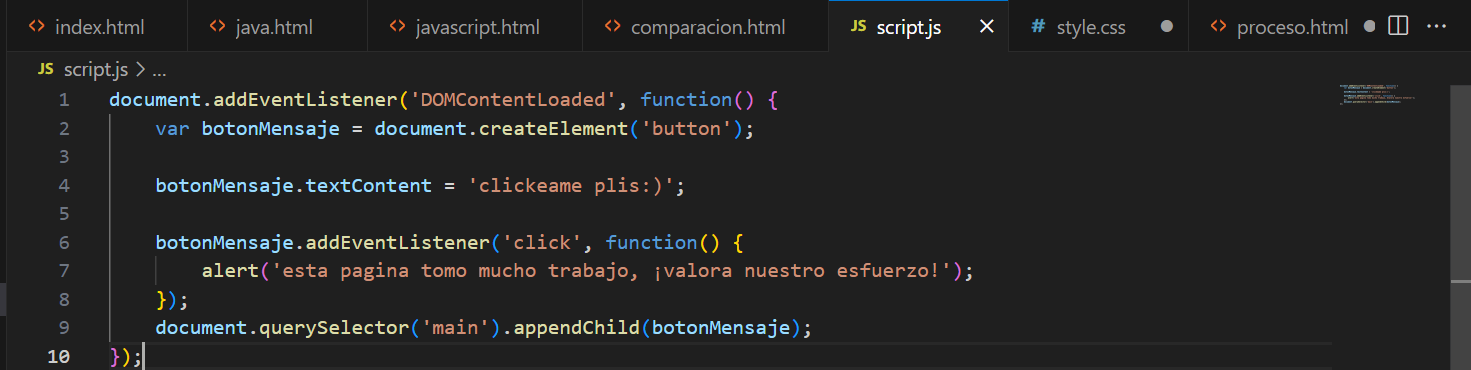 index.html java.html javascript.html comparacion.html JS script.js # style.css proceso.html
JS script.js > ...
1 document.addEventListener('DOMContentLoaded', function() {
2 var botonMensaje = document.createElement('button');
3
4 botonMensaje.textContent = 'clickeame plis:)';
5
6 botonMensaje.addEventListener('click', function() {
7 alert('esta pagina tomo mucho trabajo, ¡valora nuestro esfuerzo!');
8 });
9 document.querySelector('main').appendChild(botonMensaje);
10 });